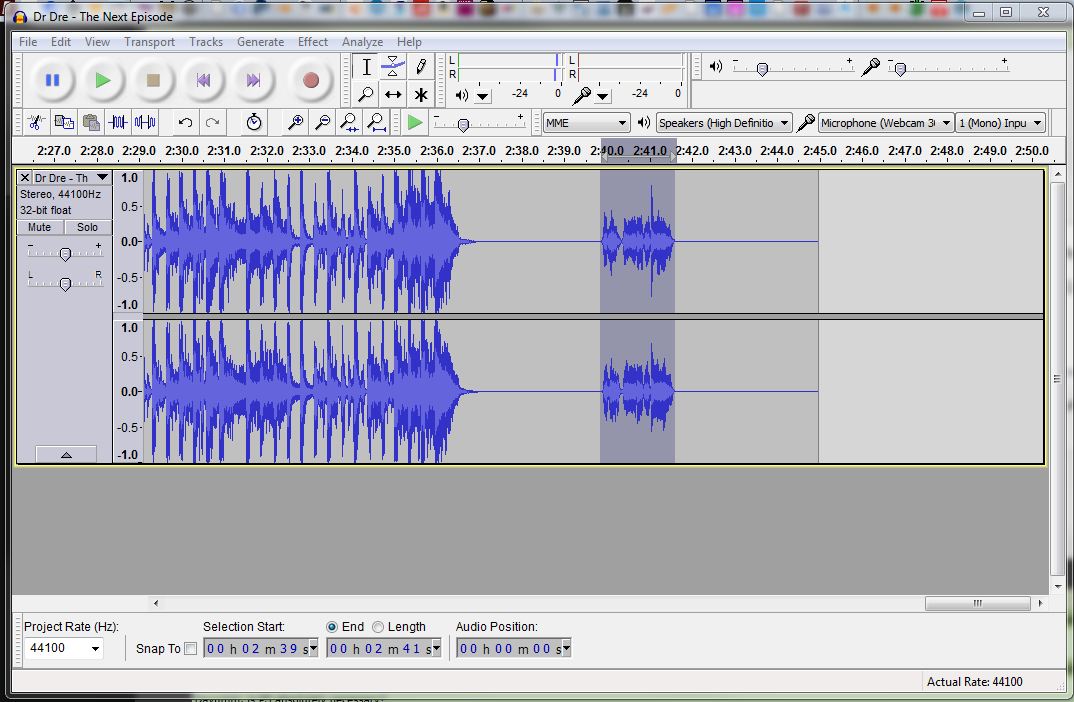 Dr Dre - The Next Episode
File Edit View Transport Tracks Generate Effect Analyze Help
L R -24 0 L R -24 0 - + - +
- + MME Speakers (High Definitio Microphone (Webcam 3 1 (Mono) Inpu
2:27.0 2:28.0 2:29.0 2:30.0 2:31.0 2:32.0 2:33.0 2:34.0 2:35.0 2:36.0 2:37.0 2:38.0 2:39.0 2:40.0 2:41.0 2:42.0 2:43.0 2:44.0 2:45.0 2:46.0 2:47.0 2:48.0 2:49.0 2:50.0
Dr Dre - Th
Stereo, 44100Hz
32-bit float
Mute Solo
- +
L R
1.0
0.5-
0.0-
-0.5-
-1.0
1.0
0.5-
0.0-
-0.5-
-1.0
Project Rate (Hz): Selection Start: End Length Audio Position:
44100 Snap To 00 h 02 m 39 s 00 h 02 m 41 s 00 h 00 m 00 s
Actual Rate: 44100